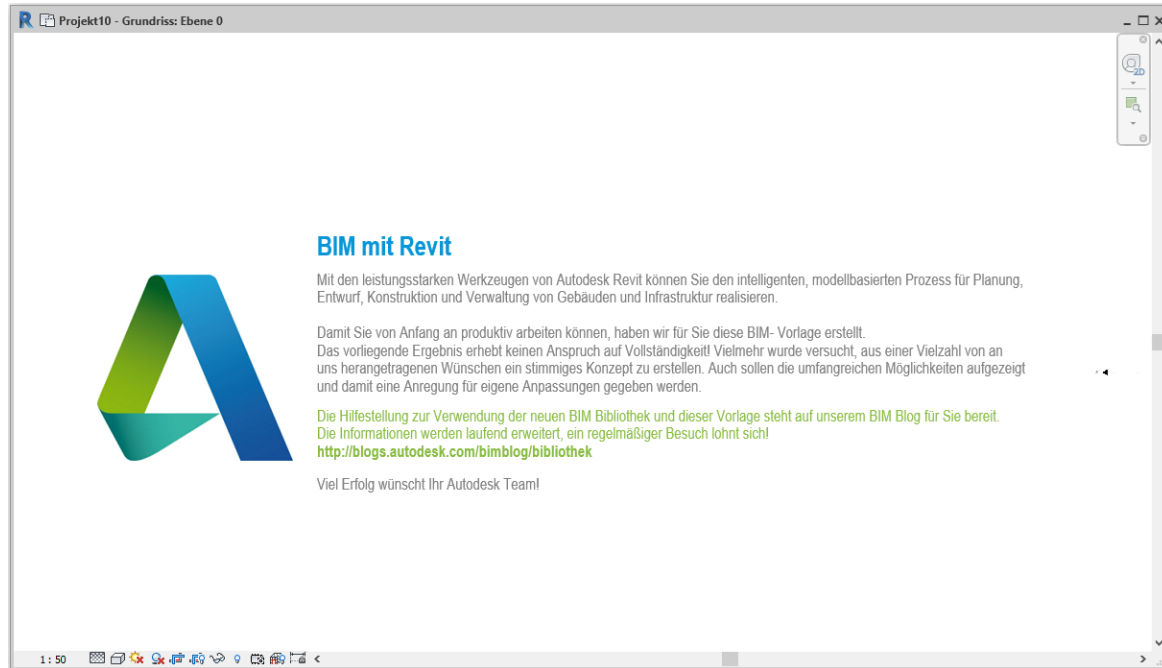 Projekt10 - Grundriss: Ebene 0
2D
BIM mit Revit
Mit den leistungsstarken Werkzeugen von Autodesk Revit können Sie den intelligenten, modellbasierten Prozess für Planung,
Entwurf, Konstruktion und Verwaltung von Gebäuden und Infrastruktur realisieren.
Damit Sie von Anfang an produktiv arbeiten können, haben wir für Sie diese BIM- Vorlage erstellt.
Das vorliegende Ergebnis erhebt keinen Anspruch auf Vollständigkeit! Vielmehr wurde versucht, aus einer Vielzahl von an
uns herangetragenen Wünschen ein stimmiges Konzept zu erstellen. Auch sollen die umfangreichen Möglichkeiten aufgezeigt
und damit eine Anregung für eigene Anpassungen gegeben werden.
Die Hilfestellung zur Verwendung der neuen BIM Bibliothek und dieser Vorlage steht auf unserem BIM Blog für Sie bereit.
Die Informationen werden laufend erweitert, ein regelmäßiger Besuch lohnt sich!
http://blogs.autodesk.com/bimblog/bibliothek
Viel Erfolg wünscht Ihr Autodesk Team!
1 : 50